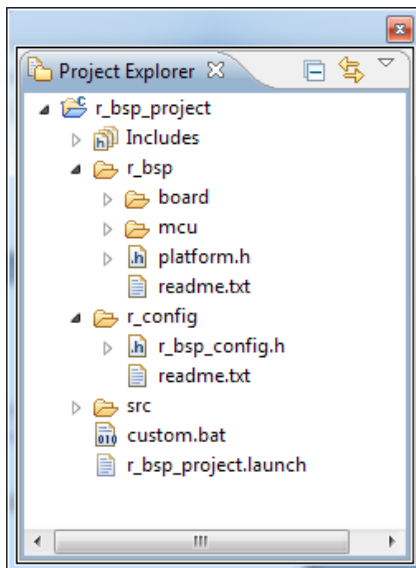 Project Explorer
r_bsp_project
Includes
r_bsp
board
mcu
platform.h
readme.txt
r_config
r_bsp_config.h
readme.txt
src
custom.bat
r_bsp_project.launch